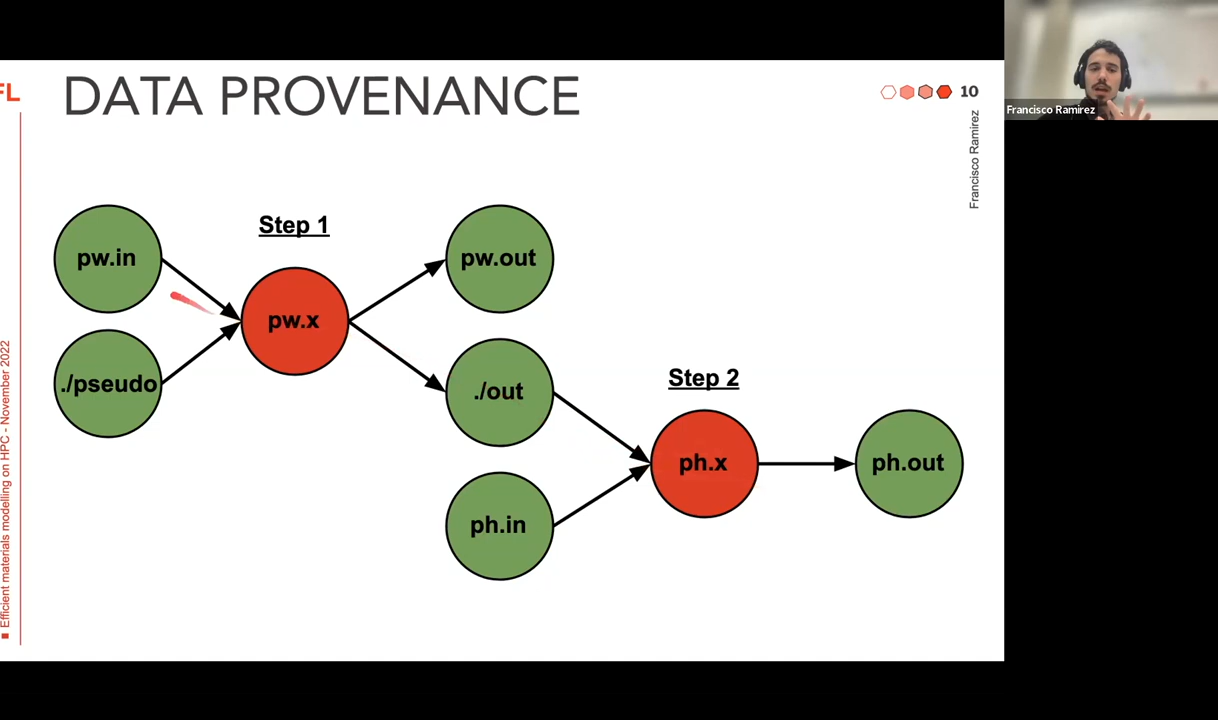 FL
DATA PROVENANCE
10
Francisco Ramirez
Francisco Ramirez
Step 1
pw.in
pw.out
pw.x
./pseudo
./out
Step 2
ph.x
ph.out
ph.in
Efficient materials modelling on HPC - November 2022